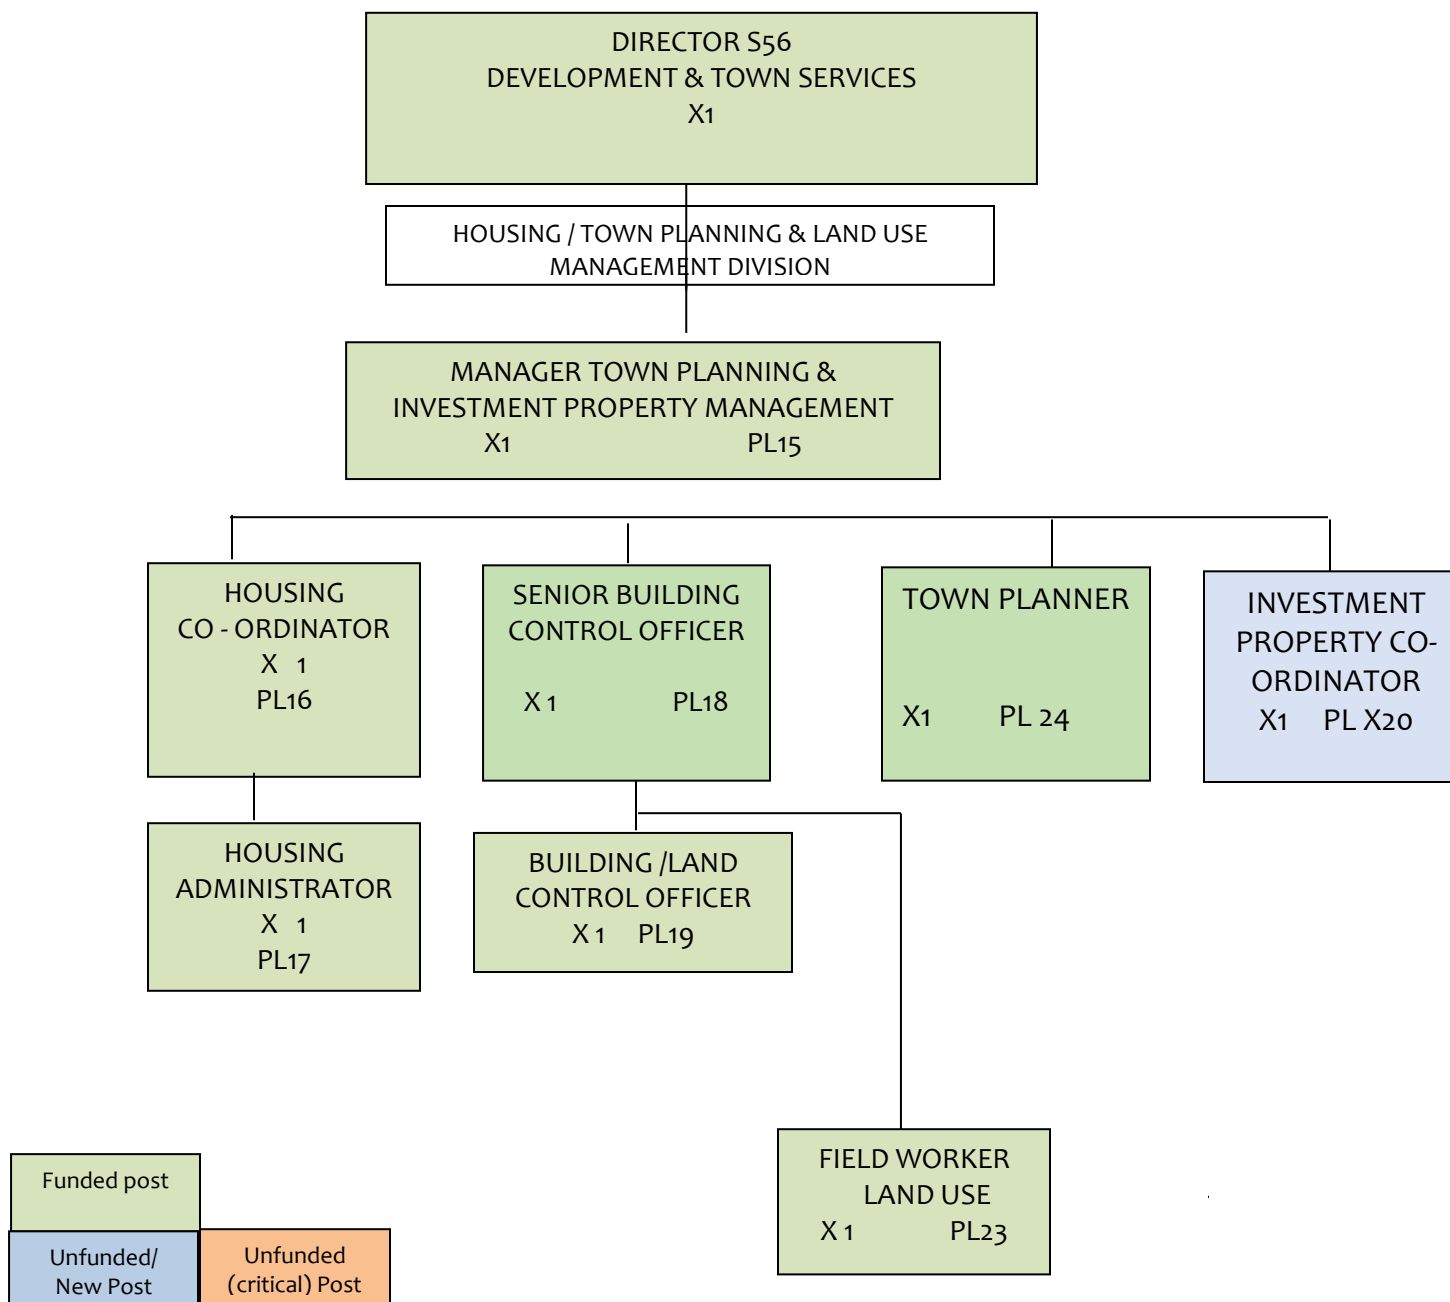 DIRECTOR S56
DEVELOPMENT & TOWN SERVICES
X1
HOUSING / TOWN PLANNING & LAND USE
MANAGEMENT DIVISION
MANAGER TOWN PLANNING &
INVESTMENT PROPERTY MANAGEMENT
X1 PL15
HOUSING
CO - ORDINATOR
X 1
PL16
SENIOR BUILDING
CONTROL OFFICER
X 1 PL18
TOWN PLANNER
X1 PL 24
INVESTMENT
PROPERTY CO-
ORDINATOR
X1 PL X20
HOUSING
ADMINISTRATOR
X 1
PL17
BUILDING /LAND
CONTROL OFFICER
X 1 PL19
FIELD WORKER
LAND USE
X 1 PL23
Funded post
Unfunded/
New Post
Unfunded
(critical) Post